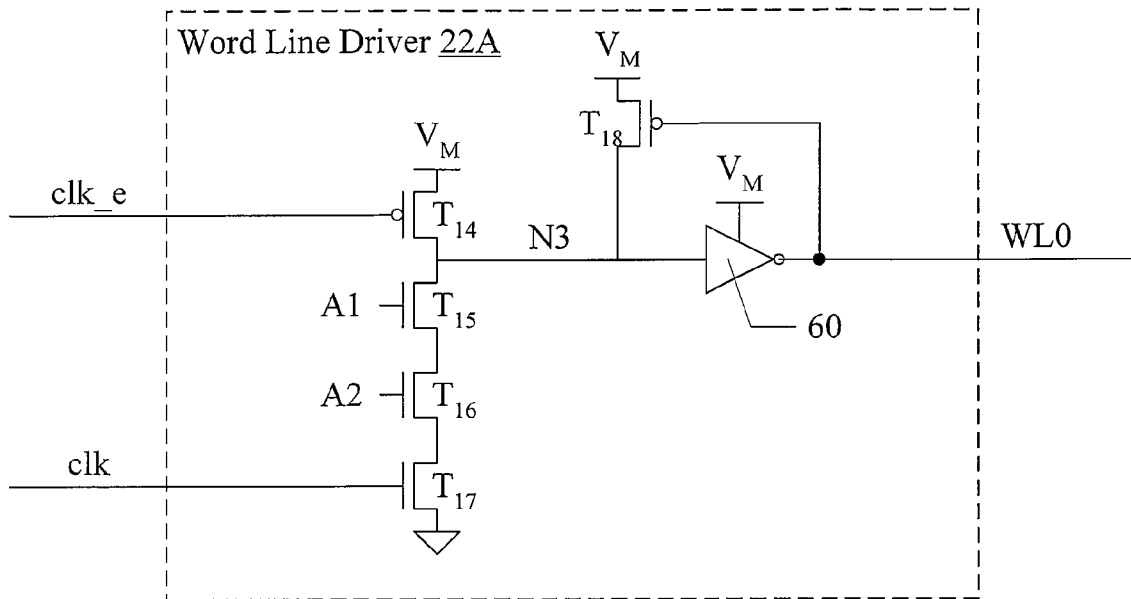 Word Line Driver 22A
V_M
T_18
V_M
V_M
clk_e
T_14
N3
WL0
A1
T_15
60
A2
T_16
clk
T_17